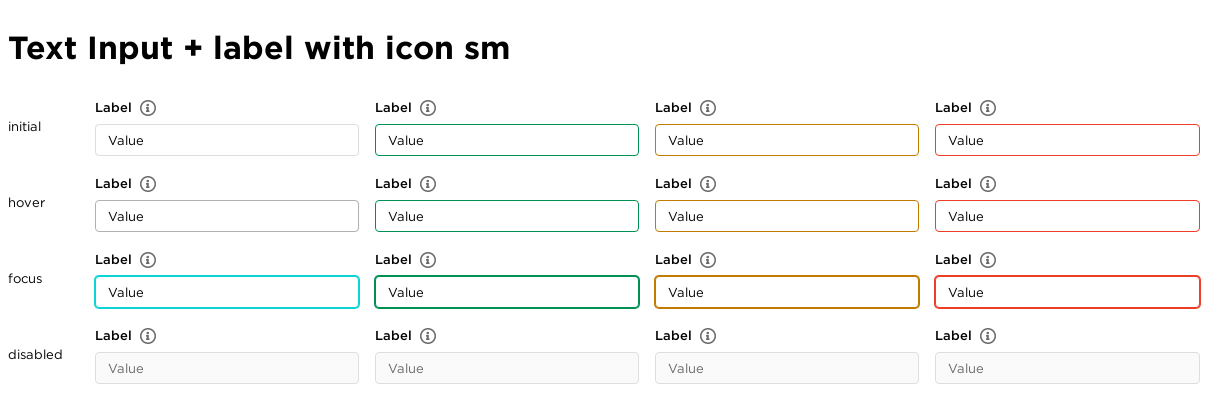 Text Input + label with icon sm
Label Label Label Label
initial Value Value Value Value
Label Label Label Label
hover Value Value Value Value
Label Label Label Label
focus Value Value Value Value
Label Label Label Label
disabled Value Value Value Value